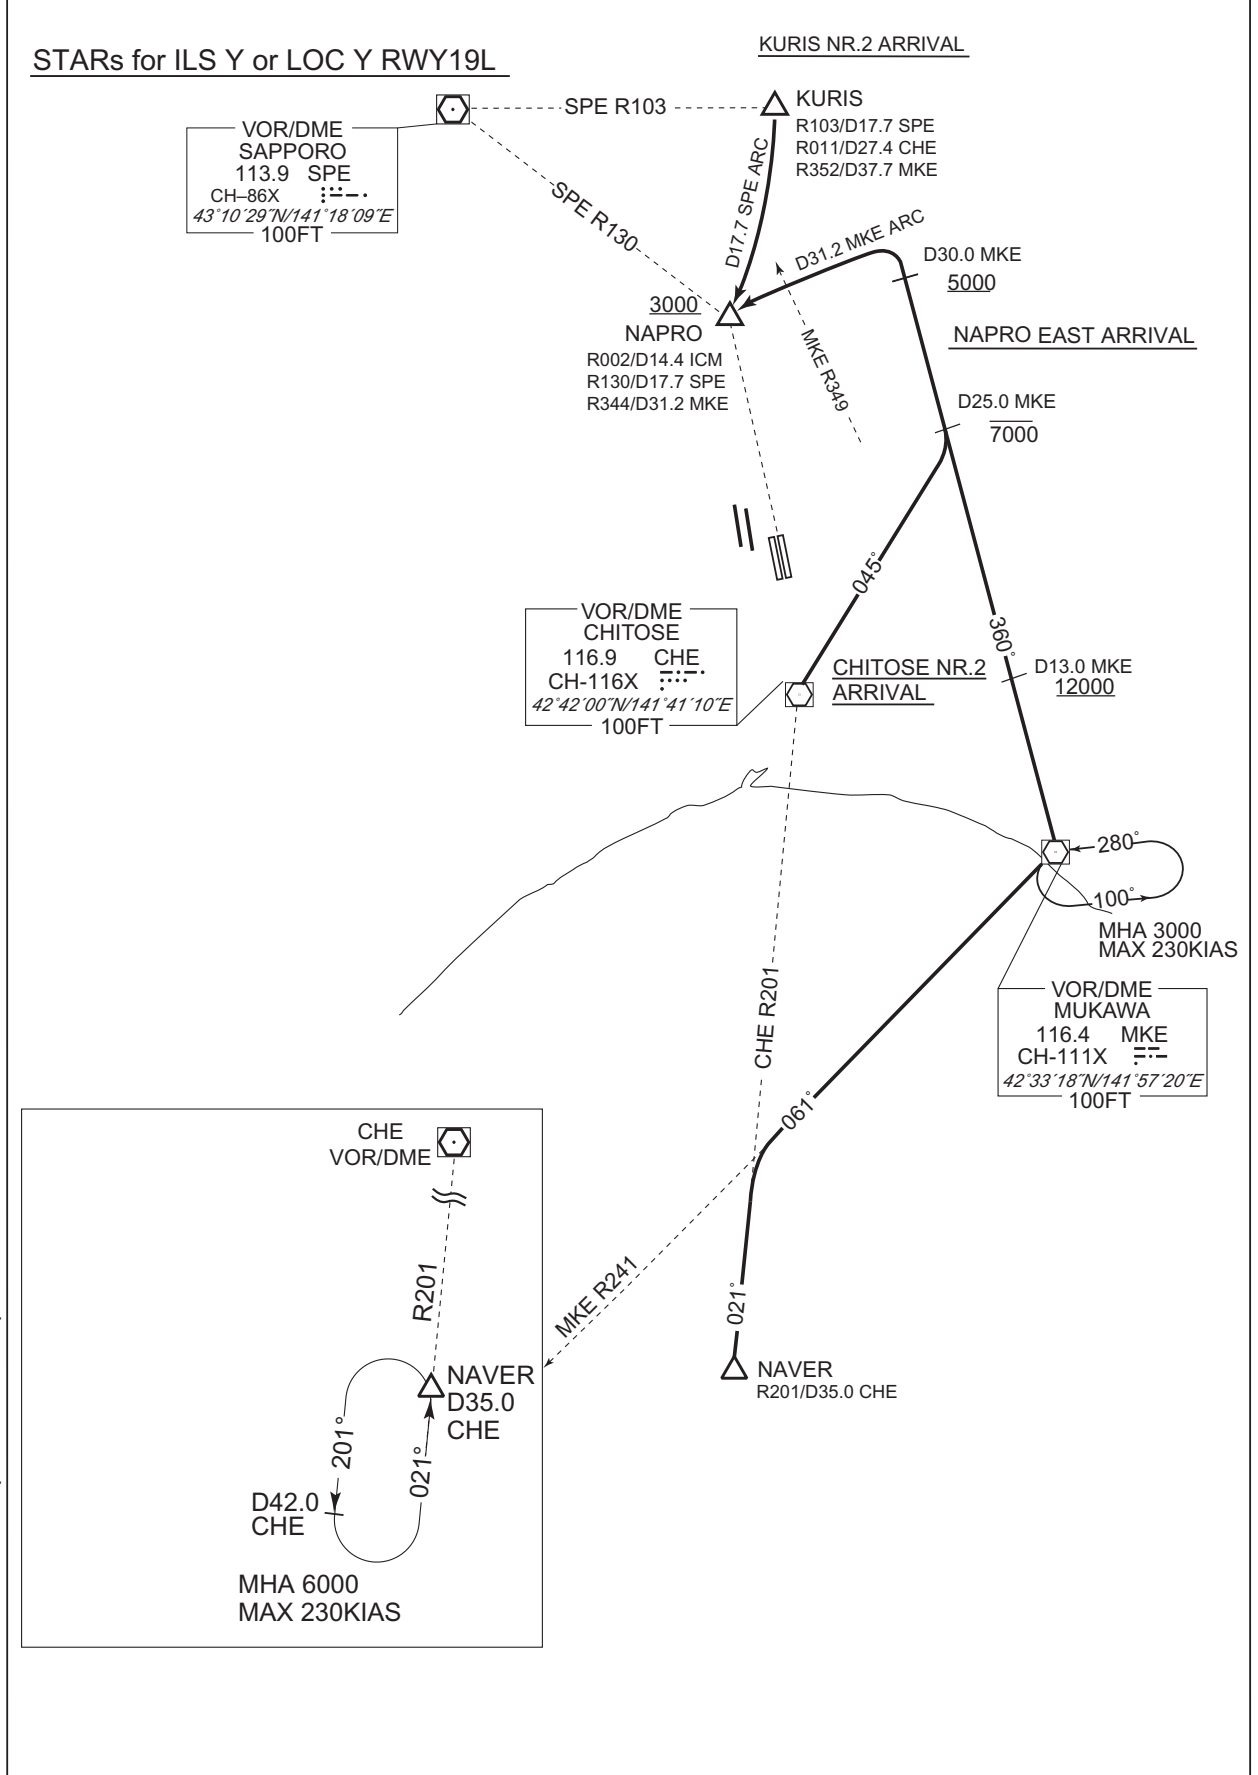 STARs for ILS Y or LOC Y RWY19L
KURIS NR.2 ARRIVAL
SPE R103
KURIS
R103/D17.7 SPE
R011/D27.4 CHE
R352/D37.7 MKE
VOR/DME
SAPPORO
113.9 SPE
CH–86X
43°10´29˝N/141°18´09˝E
100FT
SPE R130
D17.7 SPE ARC
D31.2 MKE ARC
D30.0 MKE
5000
3000
NAPRO
R002/D14.4 ICM
R130/D17.7 SPE
R344/D31.2 MKE
MKE R349
NAPRO EAST ARRIVAL
D25.0 MKE
7000
045°
360°
VOR/DME
CHITOSE
116.9 CHE
CH-116X
42°42´00˝N/141°41´10˝E
100FT
CHITOSE NR.2
ARRIVAL
D13.0 MKE
12000
280°
100°
MHA 3000
MAX 230KIAS
VOR/DME
MUKAWA
116.4 MKE
CH-111X
42°33´18˝N/141°57´20˝E
100FT
CHE R201
061°
MKE R241
021°
NAVER
R201/D35.0 CHE
CHE
VOR/DME
R201
NAVER
D35.0
CHE
201°
021°
D42.0
CHE
MHA 6000
MAX 230KIAS